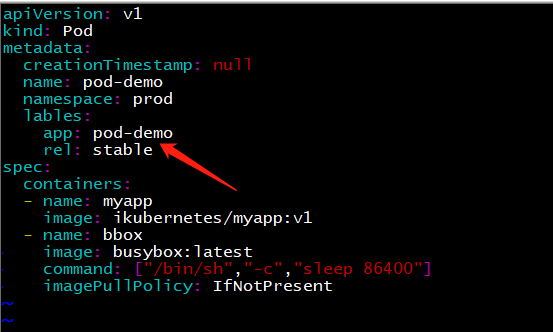 apiVersion: v1
kind: Pod
metadata:
  creationTimestamp: null
  name: pod-demo
  namespace: prod
  lables:
    app: pod-demo
    rel: stable
spec:
  containers:
  - name: myapp
    image: ikubernetes/myapp:v1
  - name: bbox
    image: busybox:latest
    command: ["/bin/sh","-c","sleep 86400"]
    imagePullPolicy: IfNotPresent
~
~